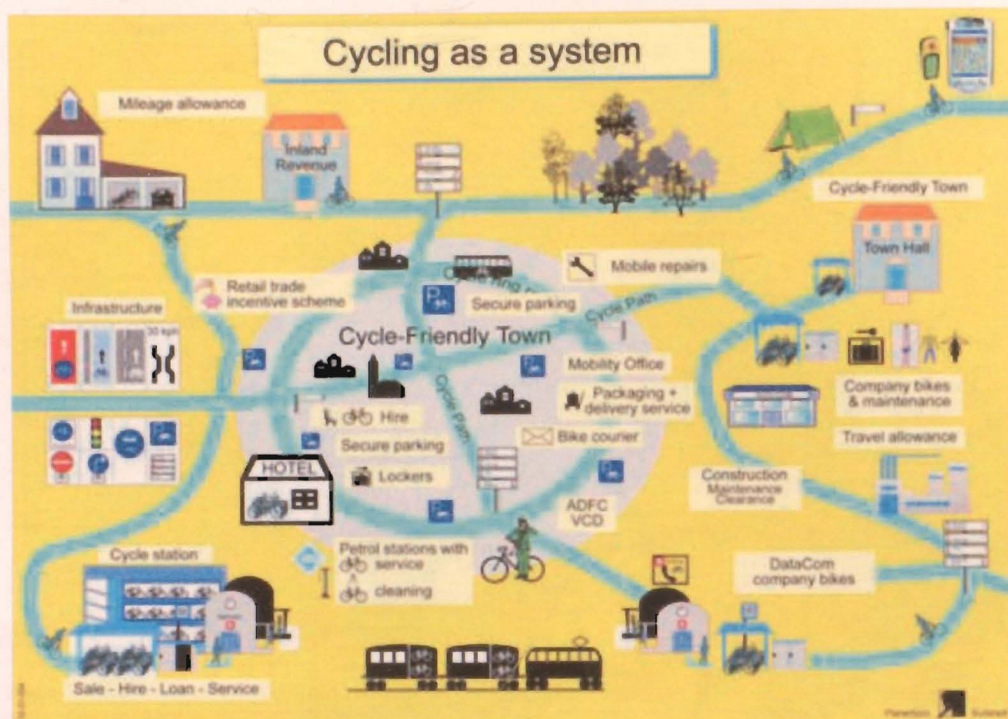 Cycling as a system
Mileage allowance
Inland
Revenue
Cycle-Friendly Town
Town Hall
Mobile repairs
Retail trade
incentive scheme
Cycle ring
Secure parking
Cycle Path
Infrastructure
30 kph
Cycle-Friendly Town
Mobility Office
Packaging +
delivery service
Company bikes
& maintenance
Hire
Cycle Path
Bike courier
Travel allowance
Secure parking
HOTEL
Lockers
Construction
Maintenance
Clearance
ADFC
VCD
Cycle station
Petrol stations with
service
cleaning
DataCom
company bikes
Sale - Hire - Loan - Service